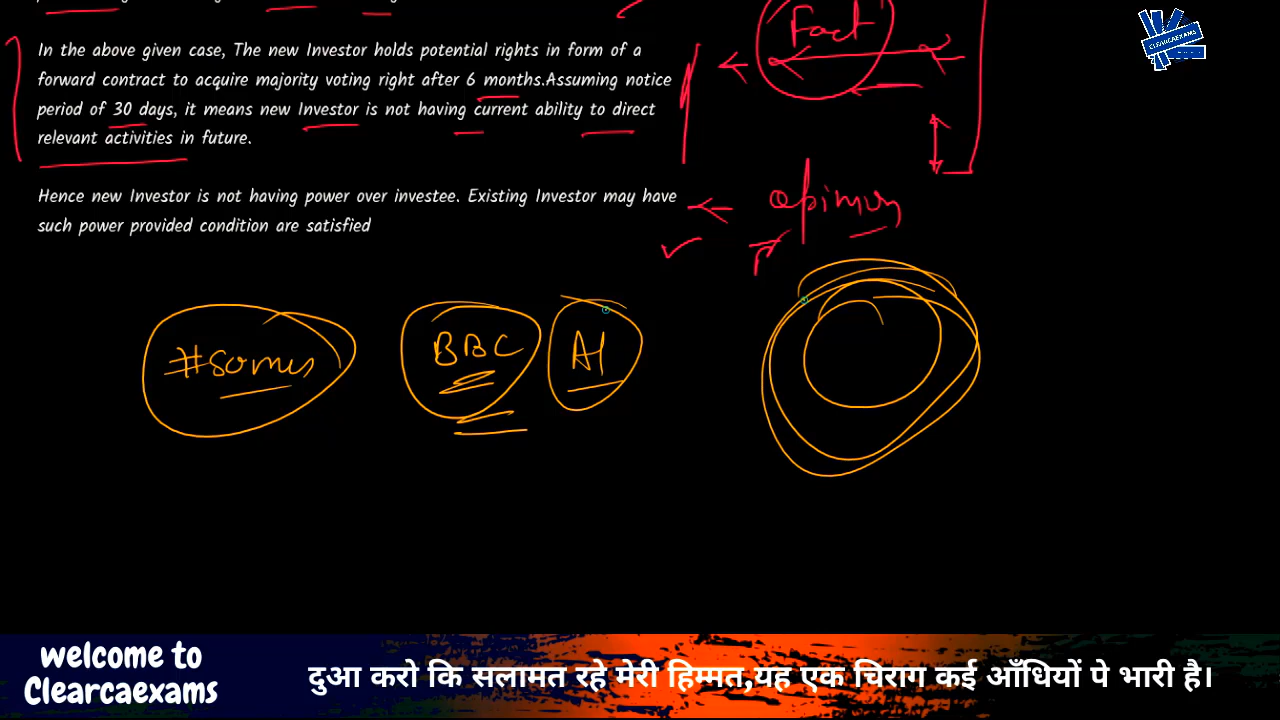 Fact
CLEARCAEXAMS
In the above given case, The new Investor holds potential rights in form of a
forward contract to acquire majority voting right after 6 months.Assuming notice
period of 30 days, it means new Investor is not having current ability to direct
relevant activities in future.
Hence new Investor is not having power over investee. Existing Investor may have
such power provided condition are satisfied
BBC
welcome to
Clearcaexams
दुआ करो कि सलामत रहे मेरी हिम्मत,यह एक चिराग कई आँधियों पे भारी है।